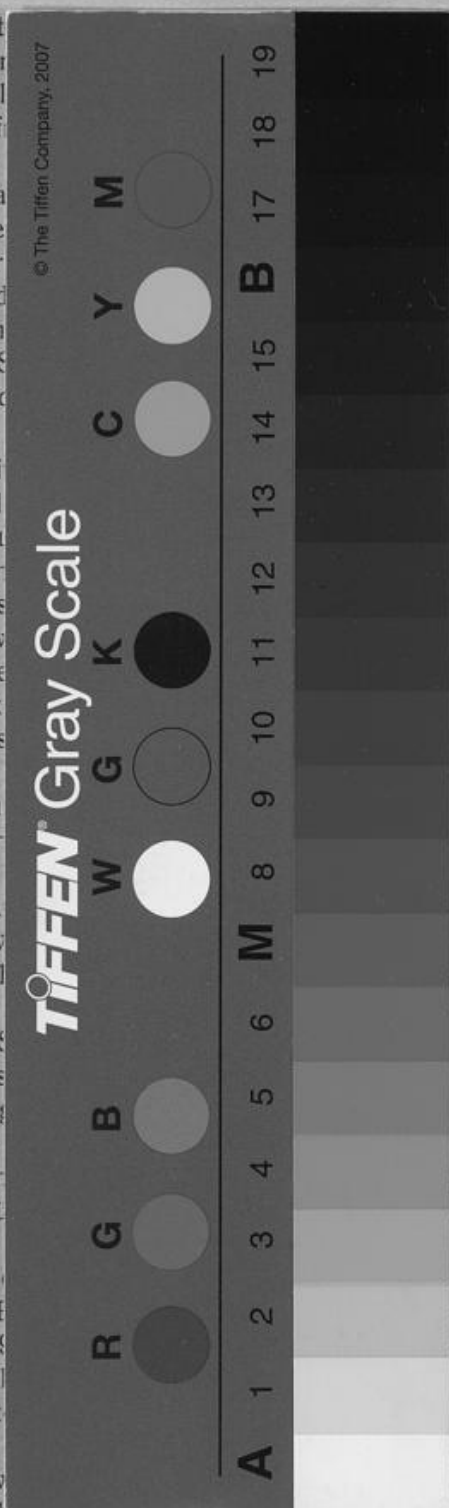 © The Tiffen Company, 2007
TIFFEN® Gray Scale
R G B W G K C Y M
A 1 2 3 4 5 6 M 8 9 10 11 12 13 14 15 B 17 18 19